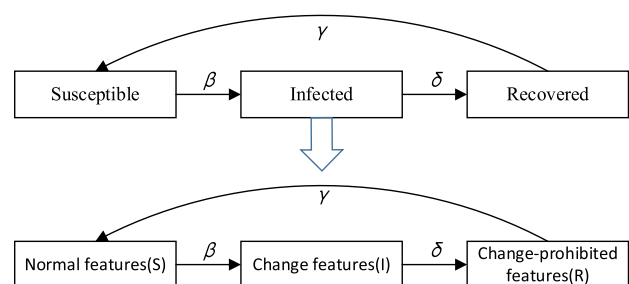 γ
Susceptible β Infected δ Recovered
γ
Normal features(S) β Change features(I) δ Change-prohibited
features(R)